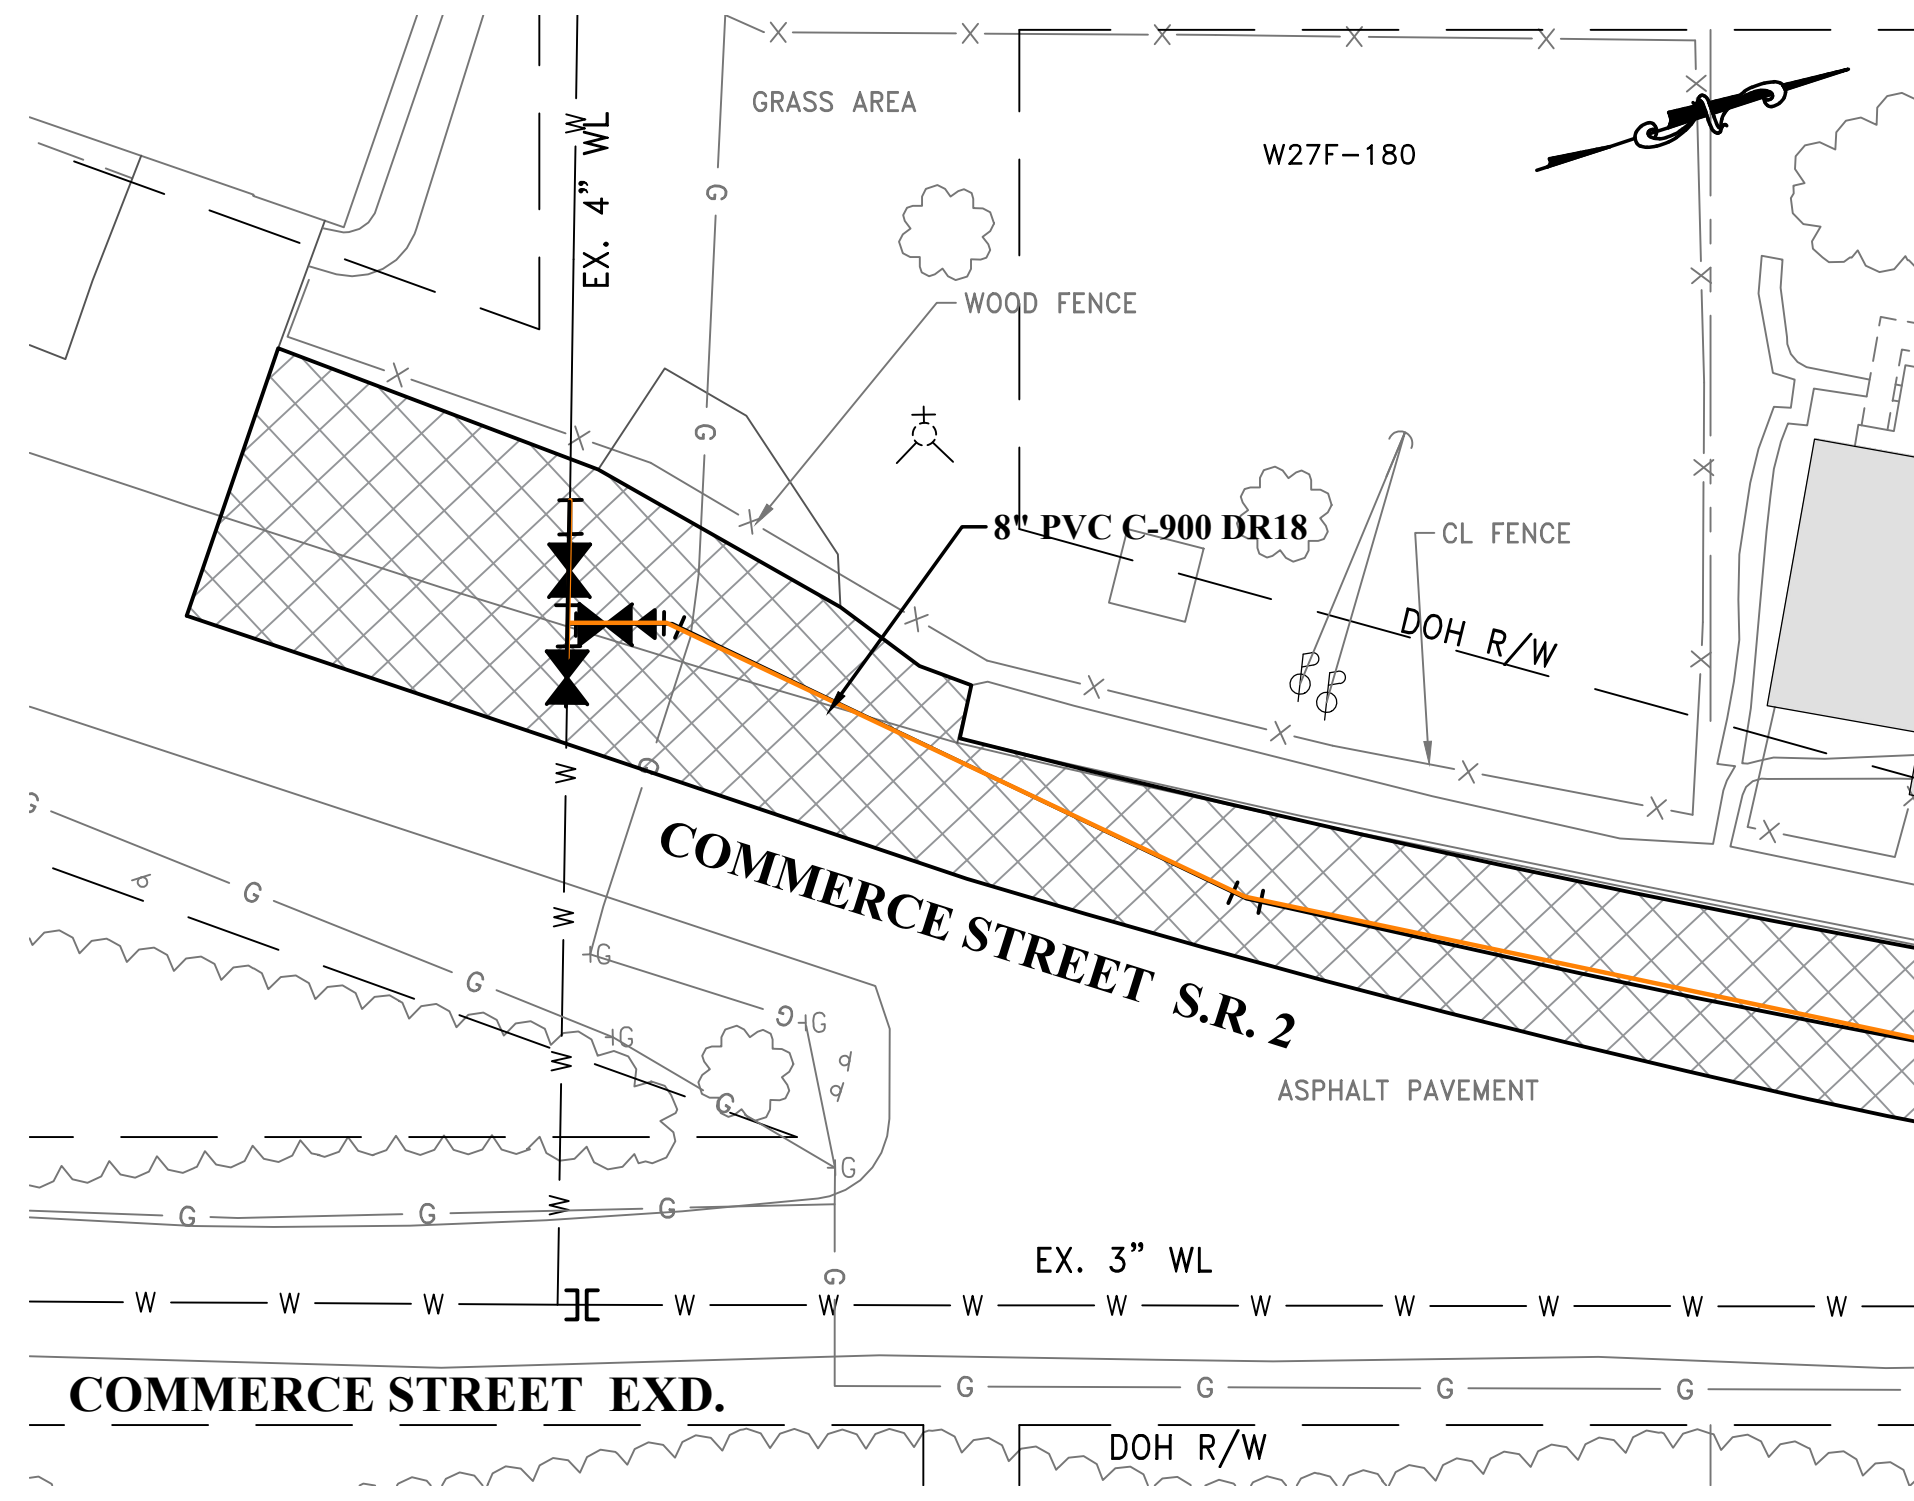 GRASS AREA
W27F-180
EX. 4" WL
WOOD FENCE
8" PVC C-900 DR18
CL FENCE
DOH R/W
COMMERCE STREET S.R. 2
ASPHALT PAVEMENT
EX. 3" WL
COMMERCE STREET EXD.
DOH R/W
N
X X X X X
X X X X X X X X X X X X X X X
G G G
G G G G G G G G G G
G G G G G G G G
W W W W W
W W W W W W W W W W W W